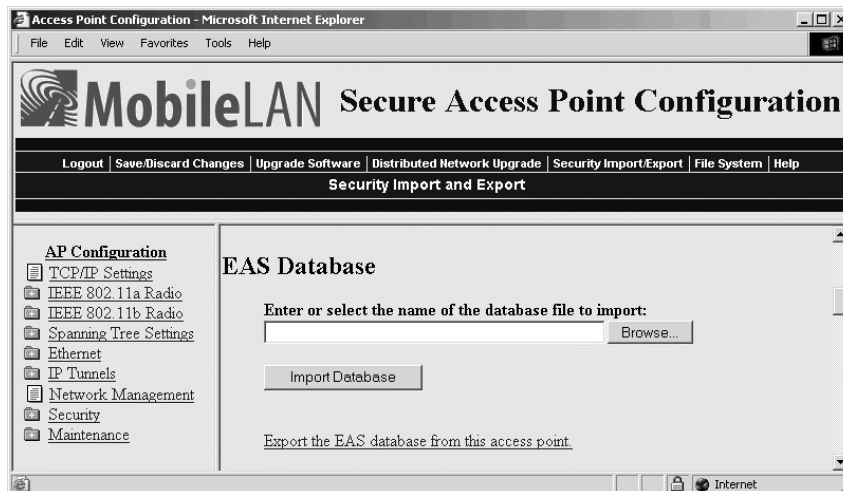 Access Point Configuration - Microsoft Internet Explorer
File Edit View Favorites Tools Help
MobileLAN Secure Access Point Configuration
Logout | Save/Discard Changes | Upgrade Software | Distributed Network Upgrade | Security Import/Export | File System | Help
Security Import and Export
AP Configuration
TCP/IP Settings
IEEE 802.11a Radio
IEEE 802.11b Radio
Spanning Tree Settings
Ethernet
IP Tunnels
Network Management
Security
Maintenance
EAS Database
Enter or select the name of the database file to import:
Browse...
Import Database
Export the EAS database from this access point.
Internet